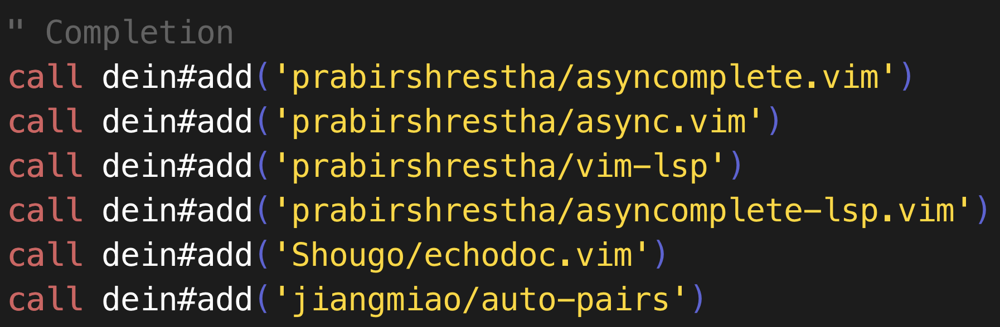 " Completion
call dein#add('prabirshrestha/asyncomplete.vim')
call dein#add('prabirshrestha/async.vim')
call dein#add('prabirshrestha/vim-lsp')
call dein#add('prabirshrestha/asyncomplete-lsp.vim')
call dein#add('Shougo/echodoc.vim')
call dein#add('jiangmiao/auto-pairs')